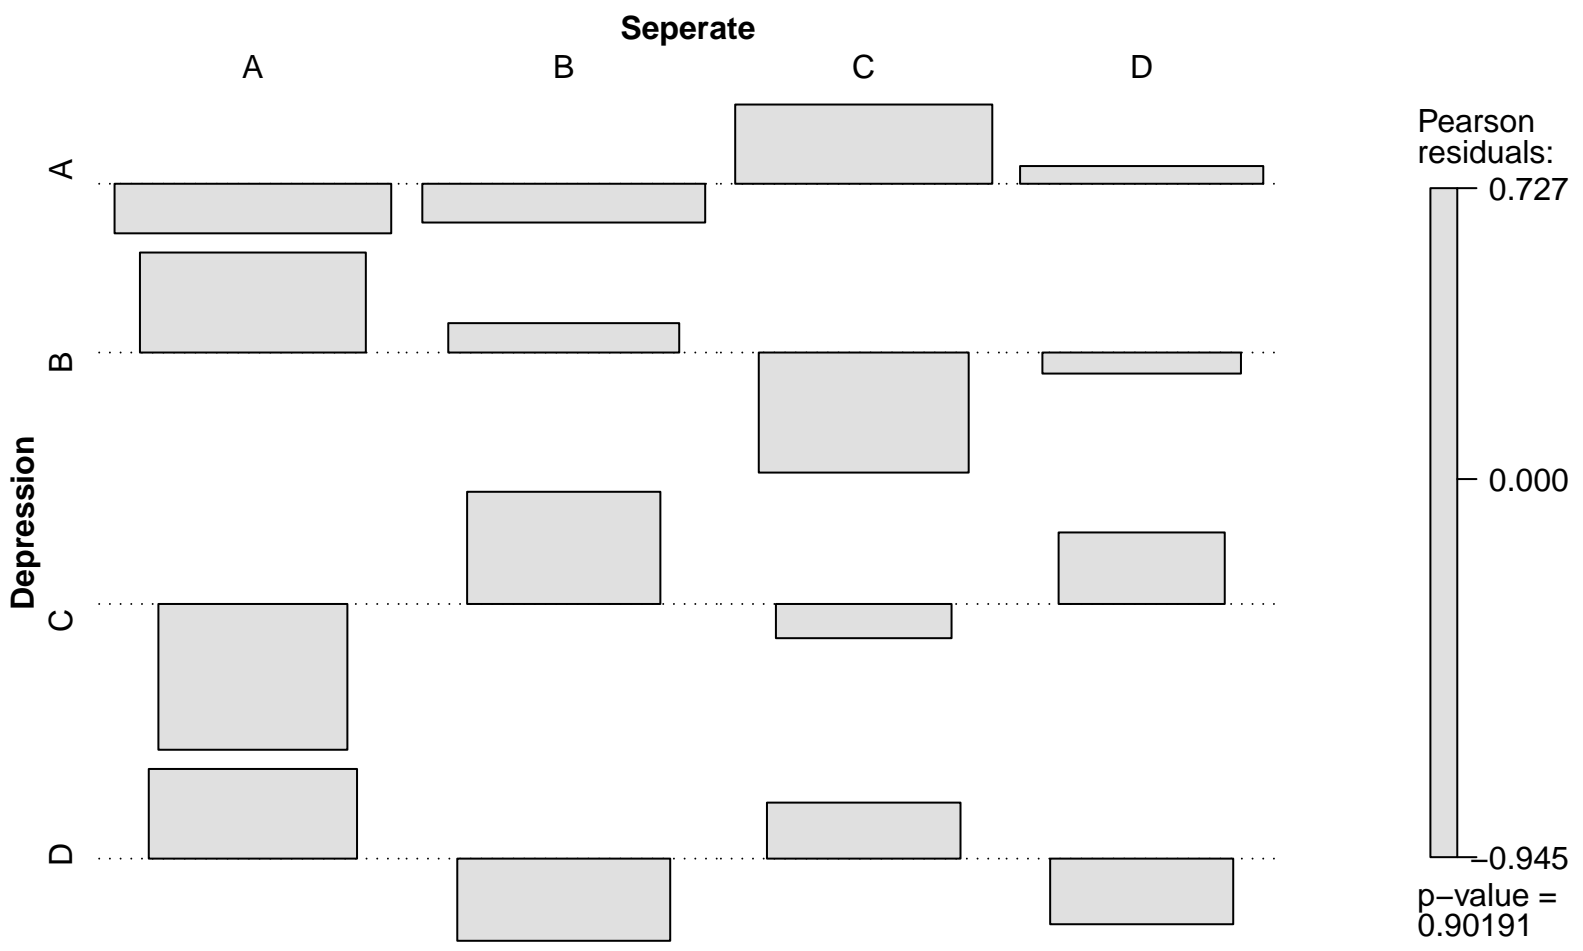 Seperate
A B C D
A
B
C
D
Depression
Pearson
residuals:
0.727
0.000
−0.945
p−value =
0.90191